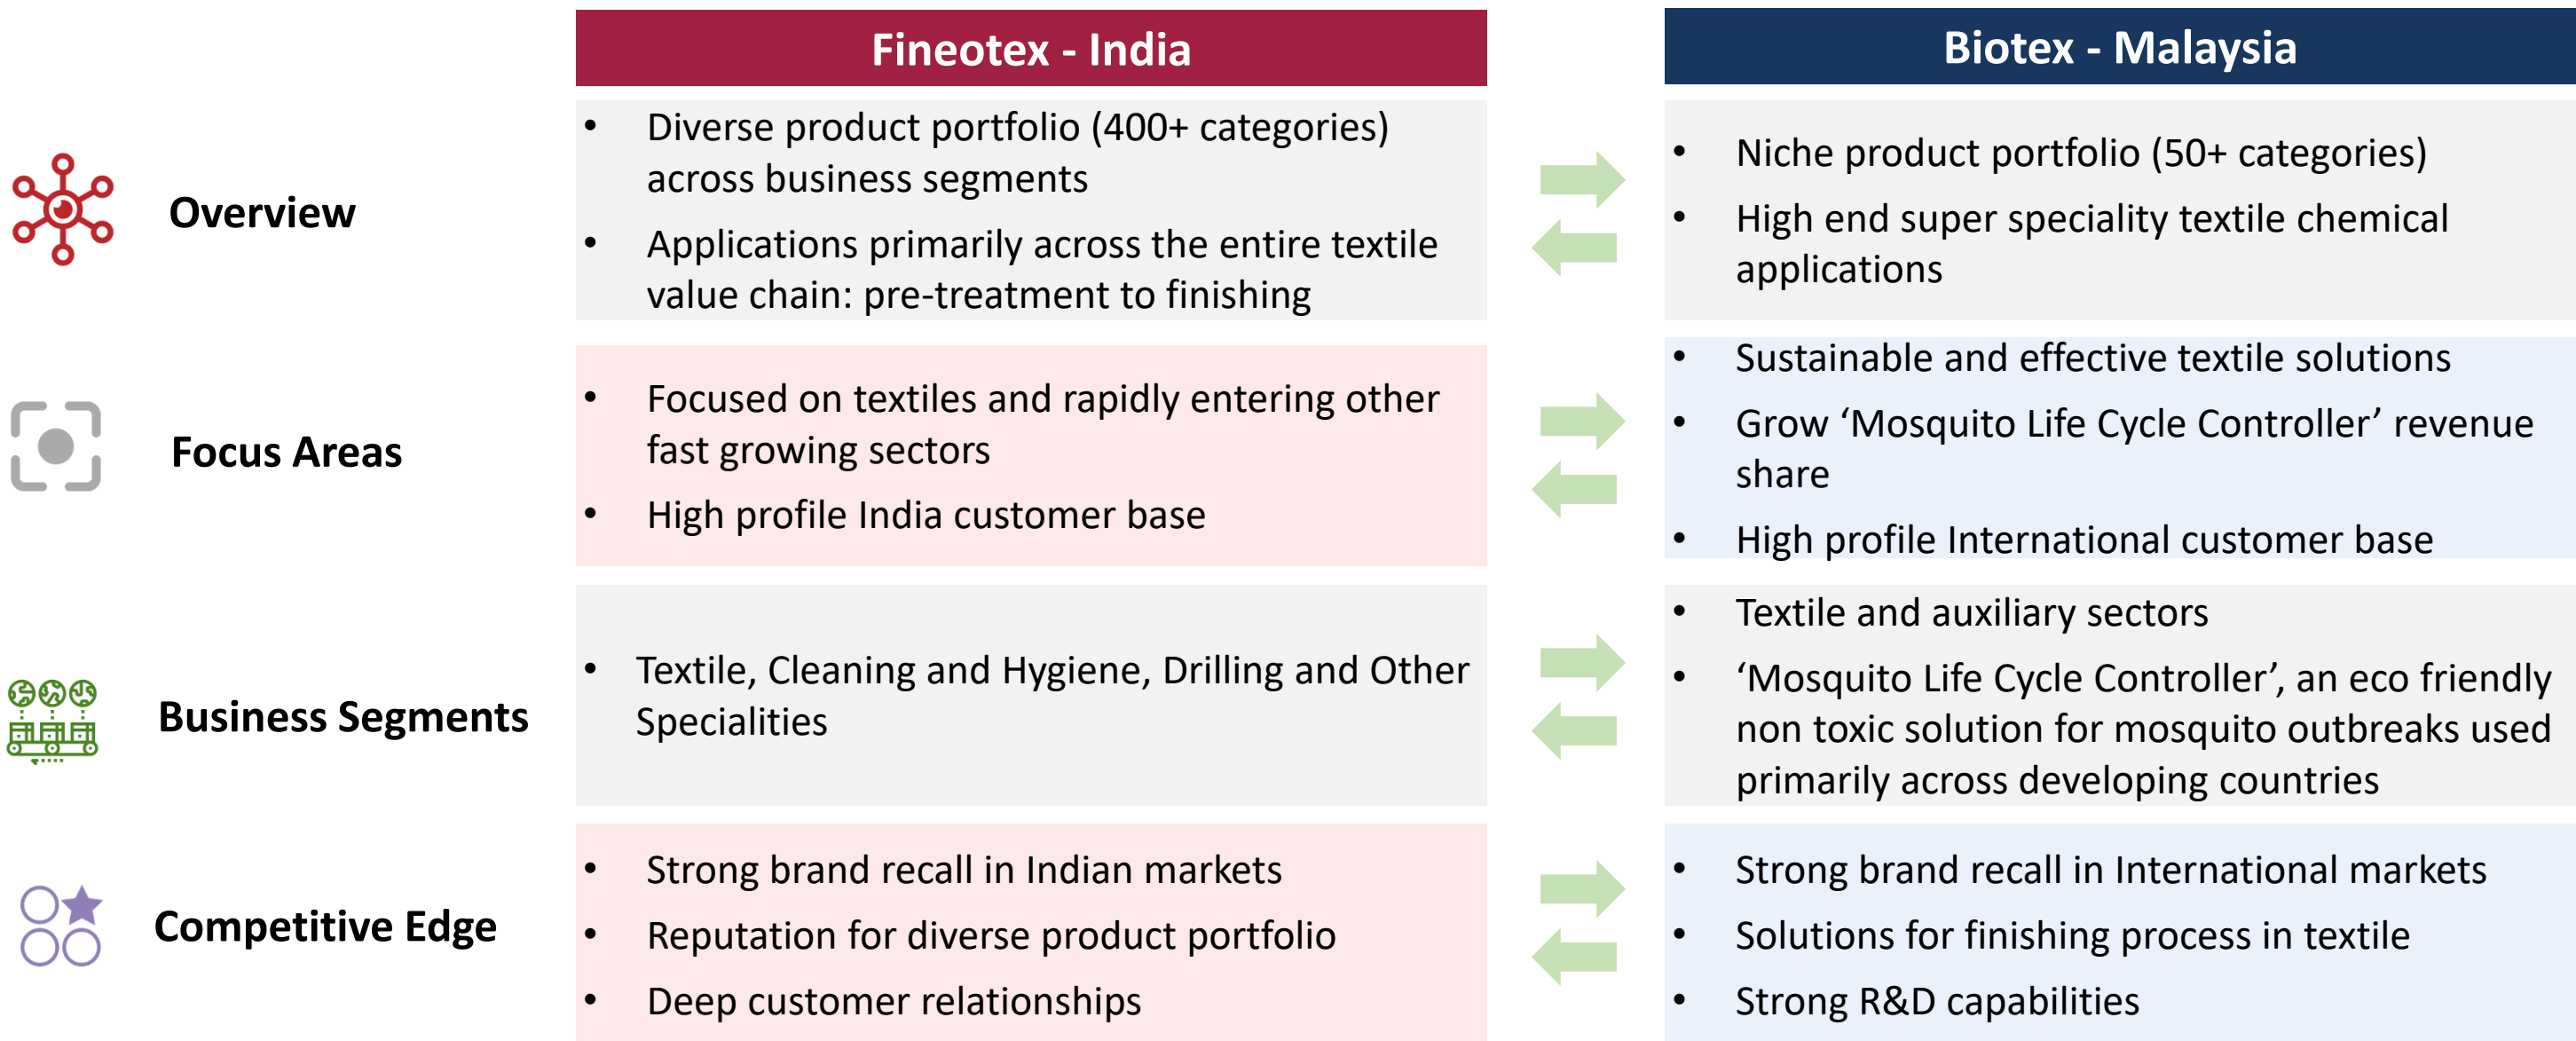 Fineotex - India
Biotex - Malaysia
Overview
• Diverse product portfolio (400+ categories)
across business segments
• Applications primarily across the entire textile
value chain: pre-treatment to finishing
• Niche product portfolio (50+ categories)
• High end super speciality textile chemical
applications
Focus Areas
• Focused on textiles and rapidly entering other
fast growing sectors
• High profile India customer base
• Sustainable and effective textile solutions
• Grow ‘Mosquito Life Cycle Controller’ revenue
share
• High profile International customer base
Business Segments
• Textile, Cleaning and Hygiene, Drilling and Other
Specialities
• Textile and auxiliary sectors
• ‘Mosquito Life Cycle Controller’, an eco friendly
non toxic solution for mosquito outbreaks used
primarily across developing countries
Competitive Edge
• Strong brand recall in Indian markets
• Reputation for diverse product portfolio
• Deep customer relationships
• Strong brand recall in International markets
• Solutions for finishing process in textile
• Strong R&D capabilities